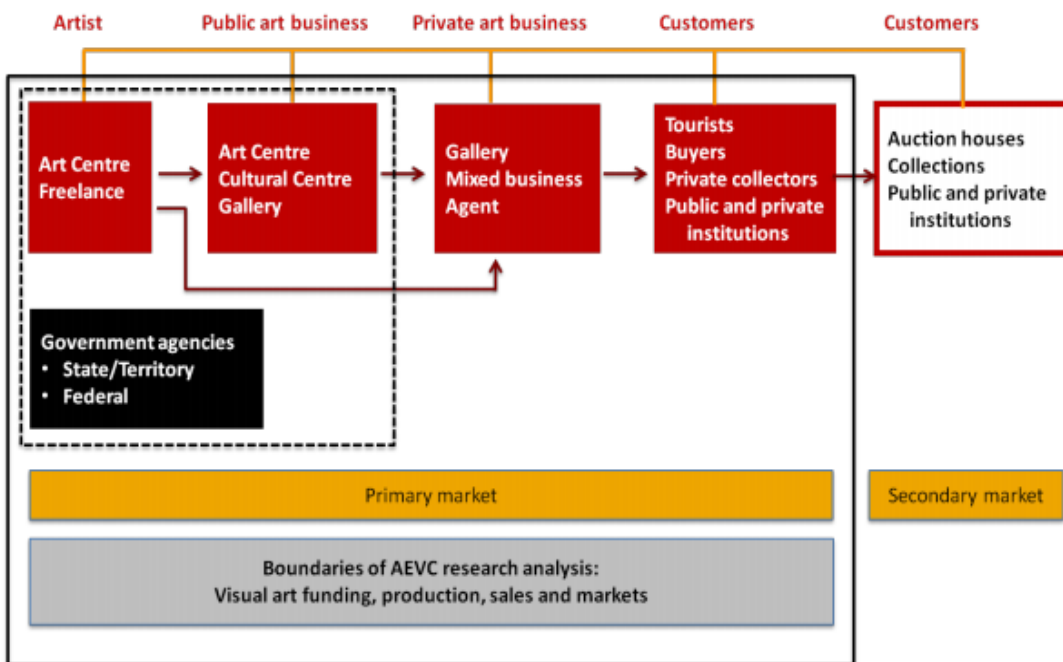 Artist
Public art business
Private art business
Customers
Customers
Art Centre
Freelance
Art Centre
Cultural Centre
Gallery
Gallery
Mixed business
Agent
Tourists
Buyers
Private collectors
Public and private
institutions
Auction houses
Collections
Public and private
institutions
Government agencies
• State/Territory
• Federal
Primary market
Secondary market
Boundaries of AEVC research analysis:
Visual art funding, production, sales and markets